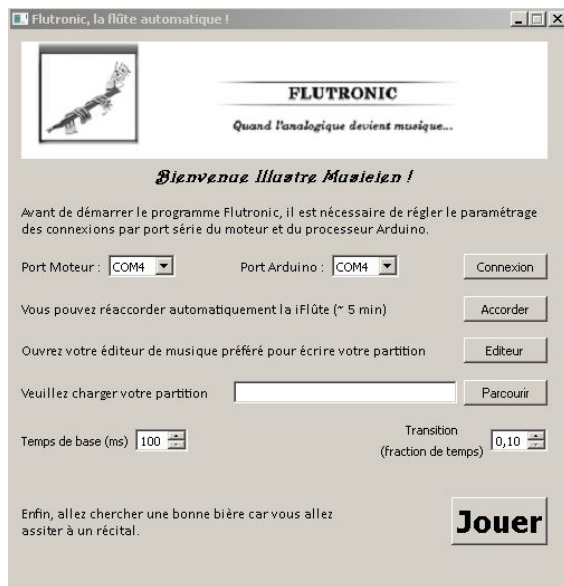 Flutronic, la flûte automatique !
FLUTRONIC
Quand l'analogique devient musique...
Bienvenue Illustre Musicien !
Avant de démarrer le programme Flutronic, il est nécessaire de régler le paramétrage
des connexions par port série du moteur et du processeur Arduino.
Port Moteur : COM4 Port Arduino : COM4 Connexion
Vous pouvez réaccorder automatiquement la iFlûte (~ 5 min) Accorder
Ouvrez votre éditeur de musique préféré pour écrire votre partition Editeur
Veuillez charger votre partition Parcourir
Temps de base (ms) 100 Transition
(fraction de temps) 0,10
Enfin, allez chercher une bonne bière car vous allez
assiter à un récital.
Jouer